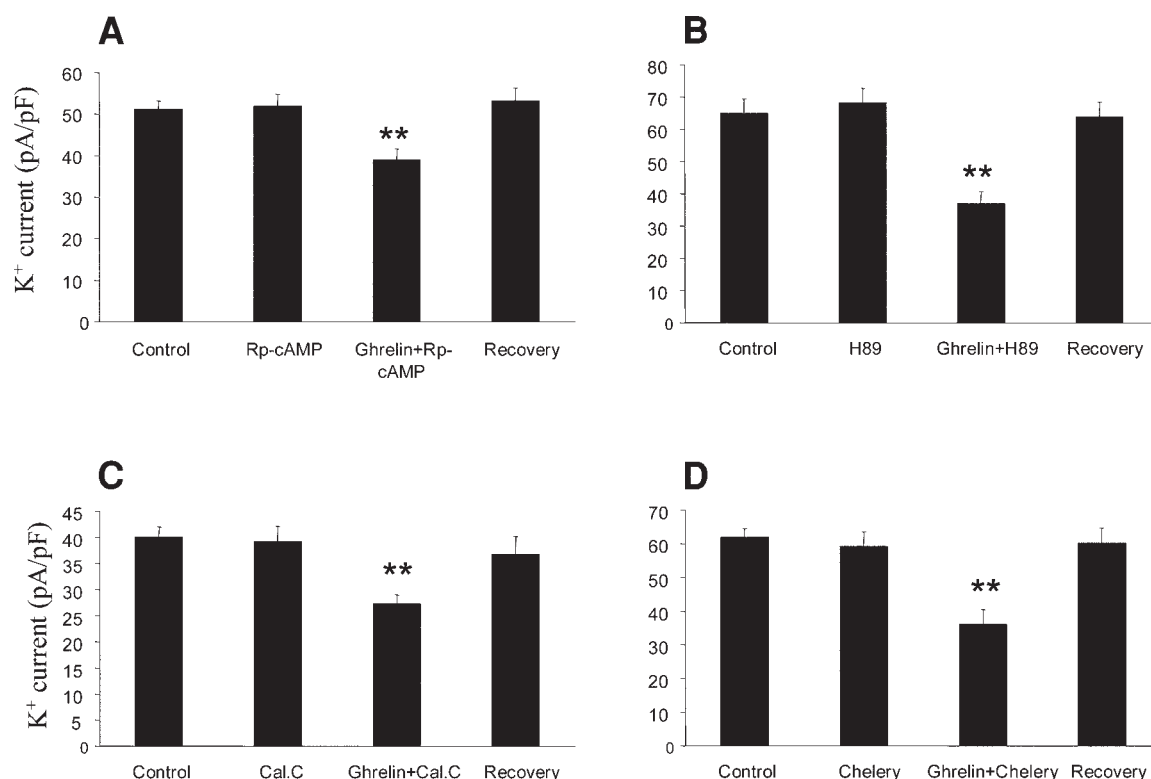 A
K+ current (pA/pF)
60
50
40
30
20
10
0
**
Control
Rp-cAMP
Ghrelin+Rp-
cAMP
Recovery
B
80
70
60
50
40
30
20
10
0
**
Control
H89
Ghrelin+H89
Recovery
C
K+ current (pA/pF)
45
40
35
30
25
20
15
10
5
0
**
Control
Cal.C
Ghrelin+Cal.C
Recovery
D
70
60
50
40
30
60
70
0
**
Control
Chelery
Ghrelin+Chelery
Recovery